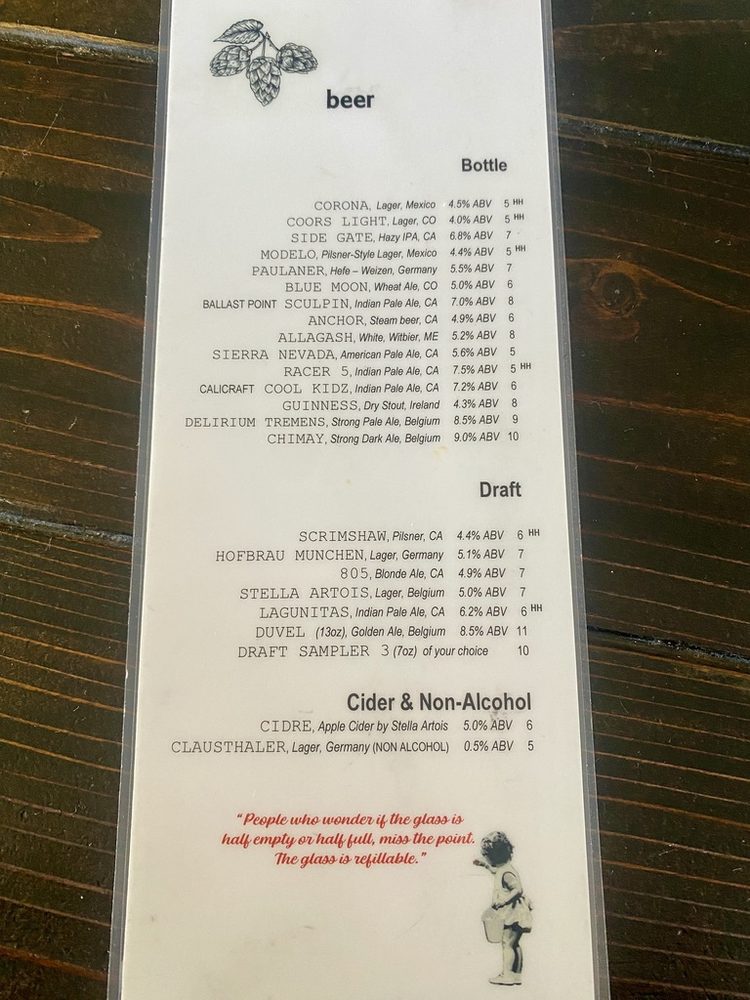 beer
Bottle
CORONA, Lager, Mexico 4.5% ABV 5 HH
COORS LIGHT, Lager, CO 4.0% ABV 5 HH
SIDE GATE, Hazy IPA, CA 6.8% ABV 7
MODELO, Pilsner-Style Lager, Mexico 4.4% ABV 5 HH
PAULANER, Hefe – Weizen, Germany 5.5% ABV 7
BLUE MOON, Wheat Ale, CO 5.0% ABV 6
BALLAST POINT SCULPIN, Indian Pale Ale, CA 7.0% ABV 8
ANCHOR, Steam beer, CA 4.9% ABV 6
ALLAGASH, White, Witbier, ME 5.2% ABV 8
SIERRA NEVADA, American Pale Ale, CA 5.6% ABV 5
RACER 5, Indian Pale Ale, CA 7.5% ABV 5 HH
CALICRAFT COOL KIDZ, Indian Pale Ale, CA 7.2% ABV 6
GUINNESS, Dry Stout, Ireland 4.3% ABV 8
DELIRIUM TREMENS, Strong Pale Ale, Belgium 8.5% ABV 9
CHIMAY, Strong Dark Ale, Belgium 9.0% ABV 10
Draft
SCRIMSHAW, Pilsner, CA 4.4% ABV 6 HH
HOFBRAU MUNCHEN, Lager, Germany 5.1% ABV 7
805, Blonde Ale, CA 4.9% ABV 7
STELLA ARTOIS, Lager, Belgium 5.0% ABV 7
LAGUNITAS, Indian Pale Ale, CA 6.2% ABV 6 HH
DUVEL (13oz), Golden Ale, Belgium 8.5% ABV 11
DRAFT SAMPLER 3 (7oz) of your choice 10
Cider & Non-Alcohol
CIDRE, Apple Cider by Stella Artois 5.0% ABV 6
CLAUSTHALER, Lager, Germany (NON ALCOHOL) 0.5% ABV 5
"People who wonder if the glass is
half empty or half full, miss the point.
The glass is refillable."